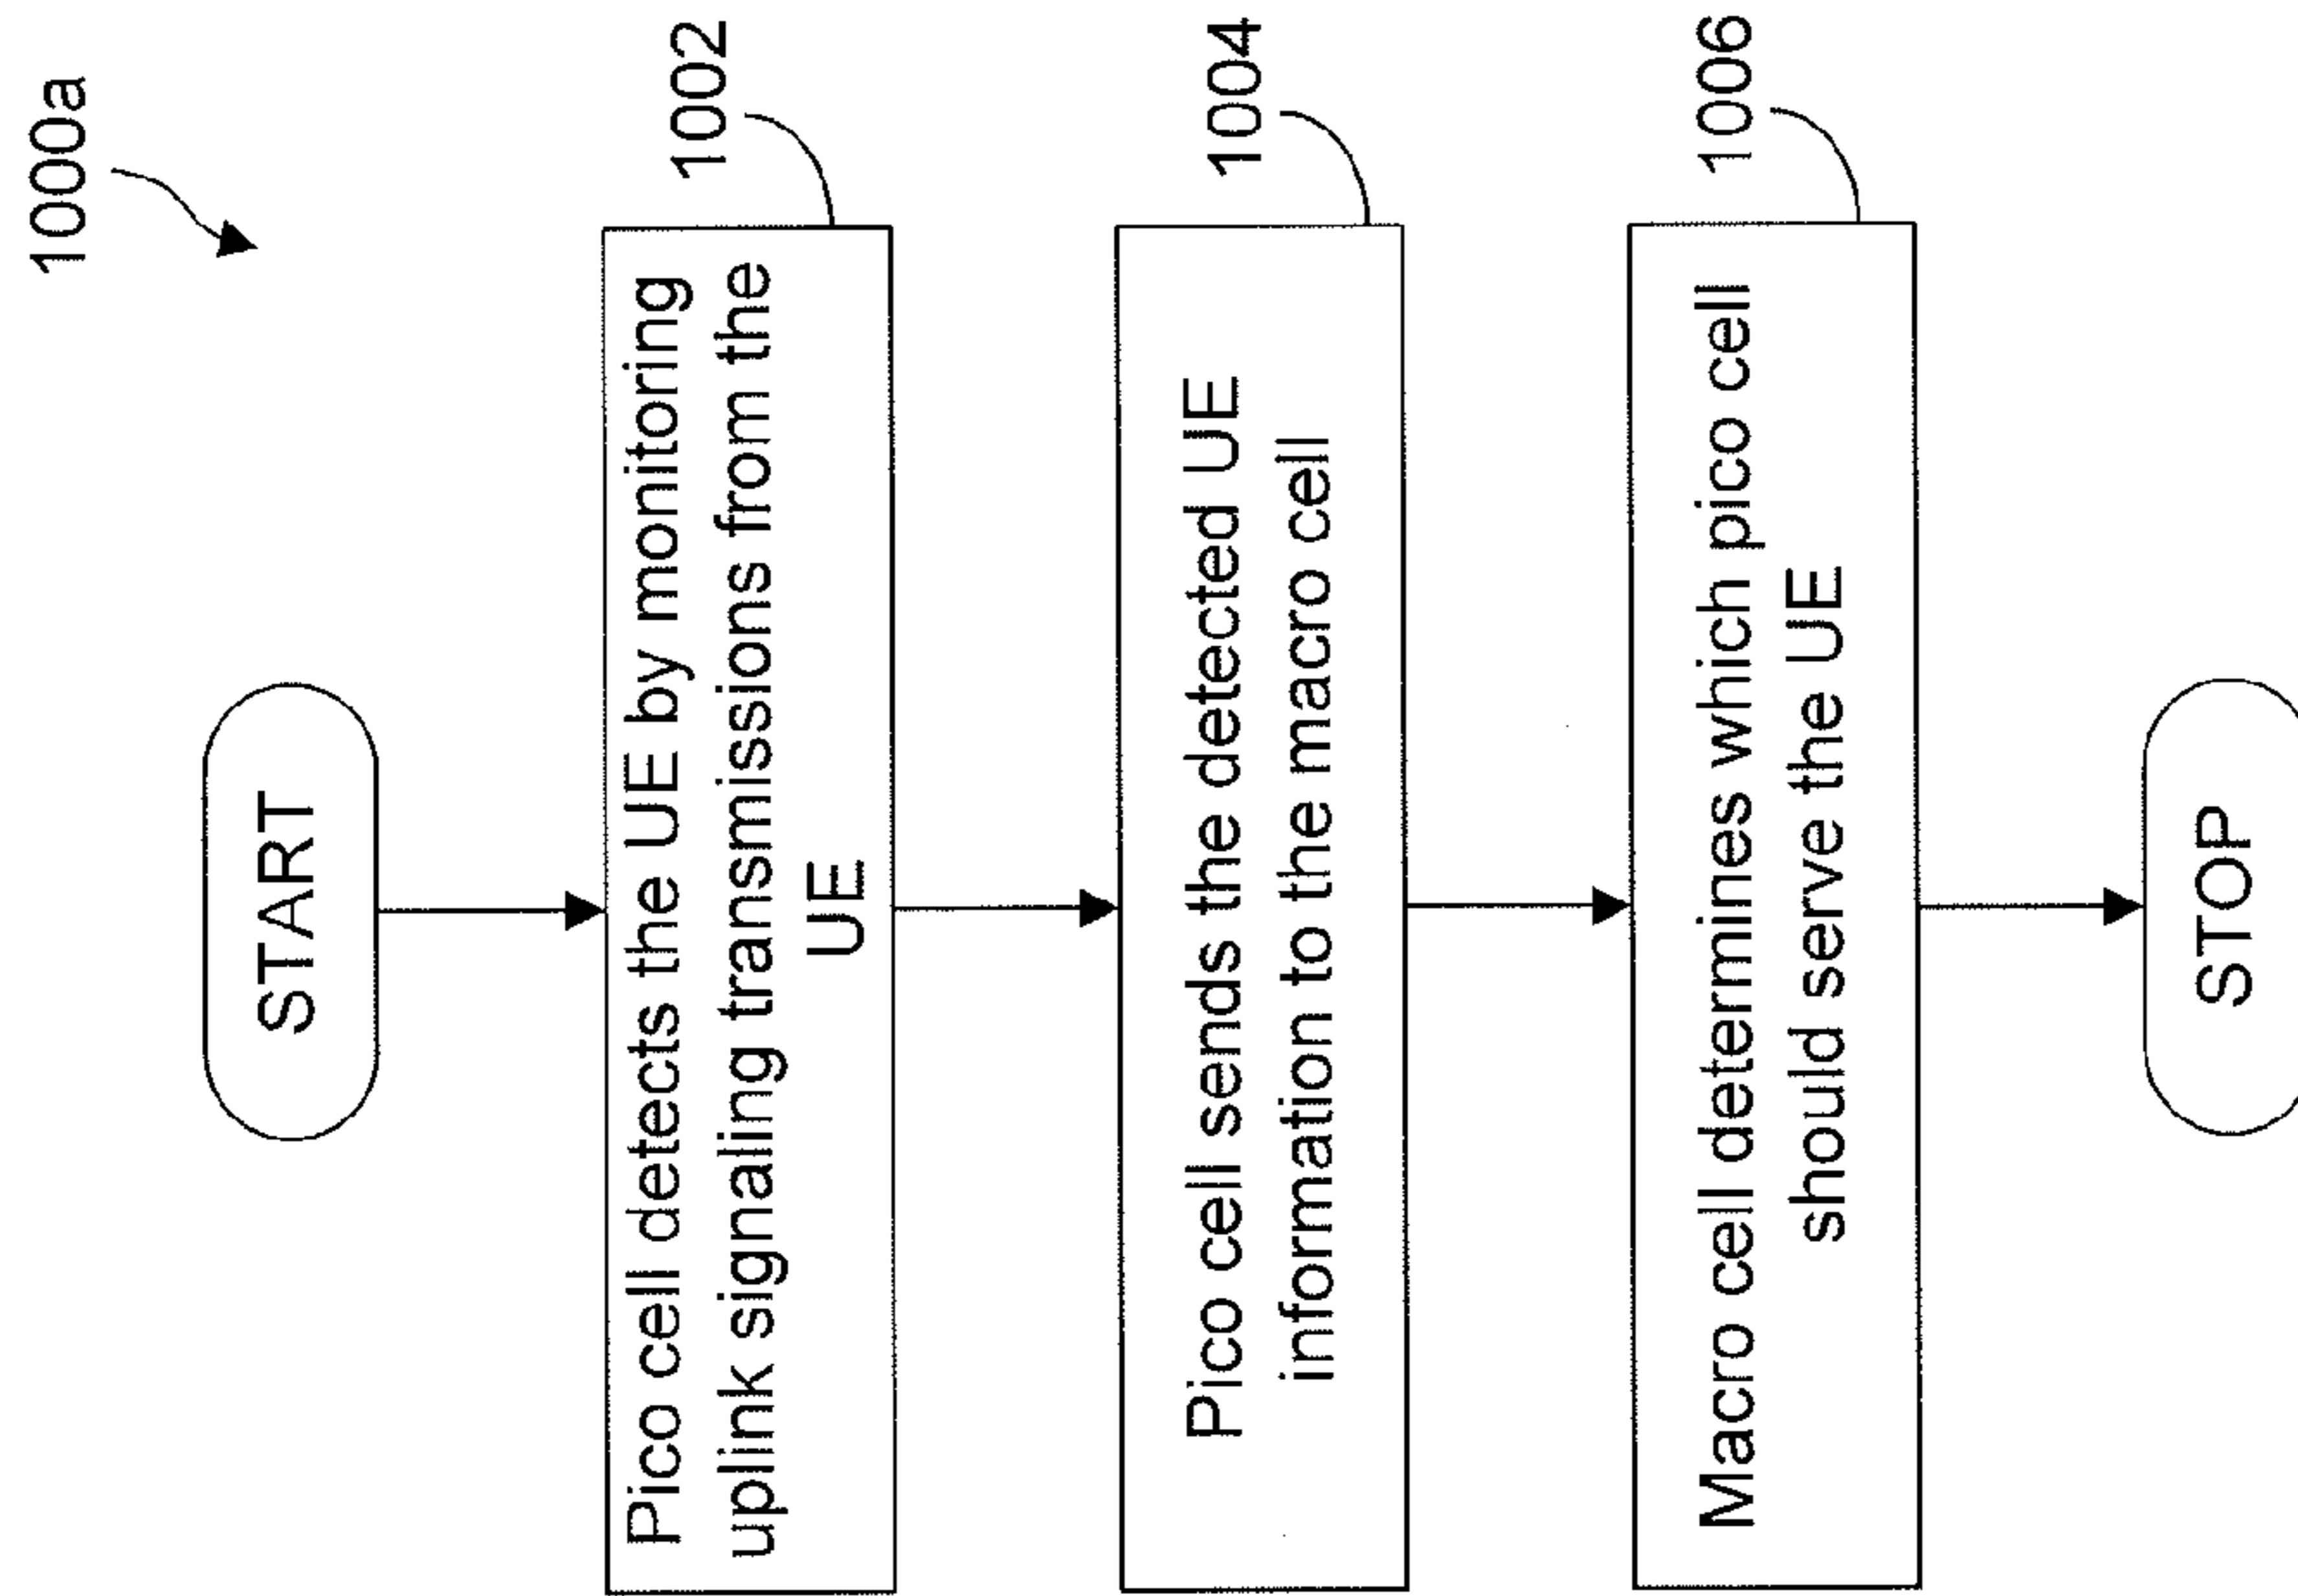 1000a
START
Pico cell detects the UE by monitoring
uplink signaling transmissions from the
UE
1002
Pico cell sends the detected UE
information to the macro cell
1004
Macro cell determines which pico cell
should serve the UE
1006
STOP